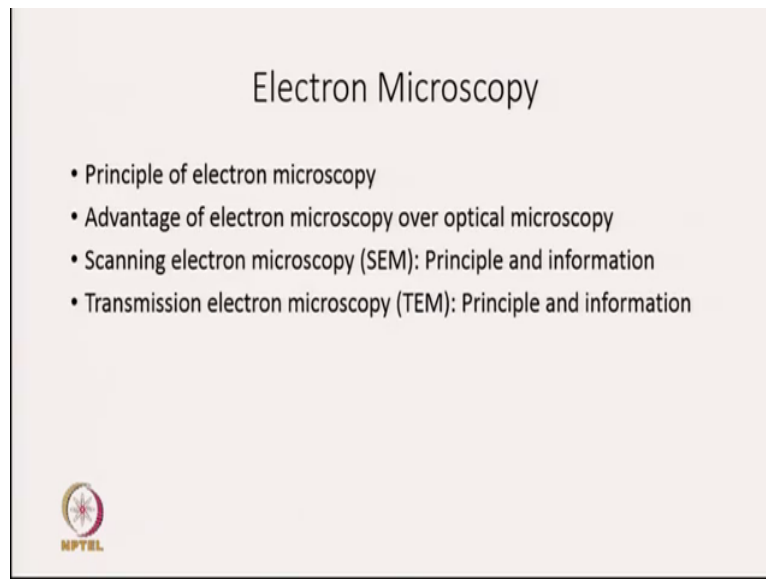 Electron Microscopy
• Principle of electron microscopy
• Advantage of electron microscopy over optical microscopy
• Scanning electron microscopy (SEM): Principle and information
• Transmission electron microscopy (TEM): Principle and information
NPTEL